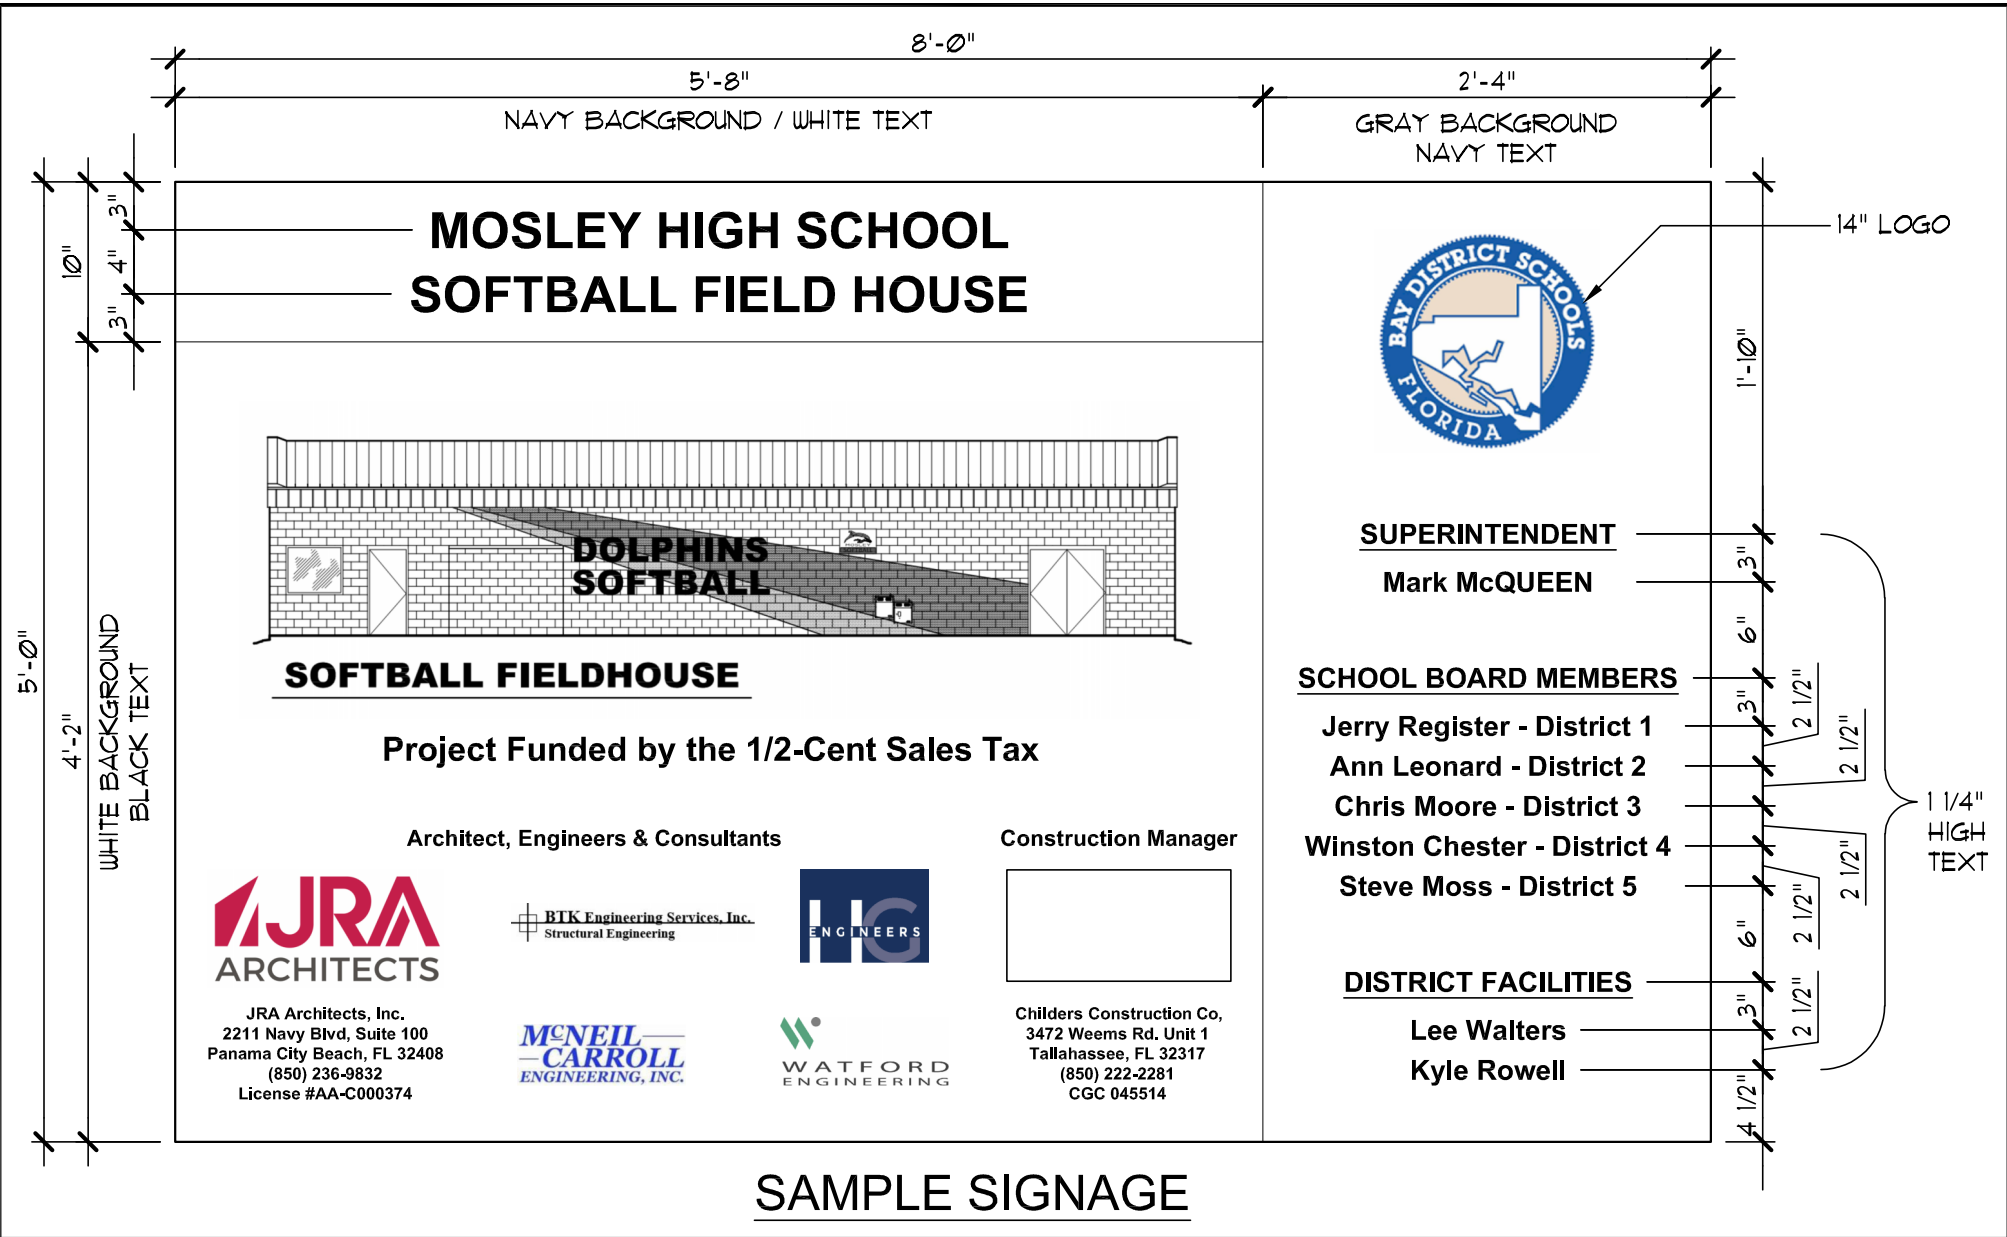 8'-0"
5'-8"
2'-4"
NAVY BACKGROUND / WHITE TEXT
GRAY BACKGROUND
NAVY TEXT
5'-0"
10"
4'-2"
3"
4"
3"
WHITE BACKGROUND
BLACK TEXT
MOSLEY HIGH SCHOOL
SOFTBALL FIELD HOUSE
DOLPHINS
SOFTBALL
MOSLEY
SOFTBALL FIELDHOUSE
Project Funded by the 1/2-Cent Sales Tax
Architect, Engineers & Consultants
JRA
ARCHITECTS
BTK Engineering Services, Inc.
Structural Engineering
HG
ENGINEERS
JRA Architects, Inc.
2211 Navy Blvd, Suite 100
Panama City Beach, FL 32408
(850) 236-9832
License #AA-C000374
MCNEIL
CARROLL
ENGINEERING, INC.
WATFORD
ENGINEERING
Construction Manager
Childers Construction Co,
3472 Weems Rd. Unit 1
Tallahassee, FL 32317
(850) 222-2281
CGC 045514
BAY DISTRICT SCHOOLS
FLORIDA
14" LOGO
SUPERINTENDENT
Mark McQUEEN
SCHOOL BOARD MEMBERS
Jerry Register - District 1
Ann Leonard - District 2
Chris Moore - District 3
Winston Chester - District 4
Steve Moss - District 5
DISTRICT FACILITIES
Lee Walters
Kyle Rowell
1'-10"
3"
6"
3"
2 1/2"
2 1/2"
2 1/2"
2 1/2"
6"
3"
2 1/2"
4 1/2"
1 1/4"
HIGH
TEXT
SAMPLE SIGNAGE